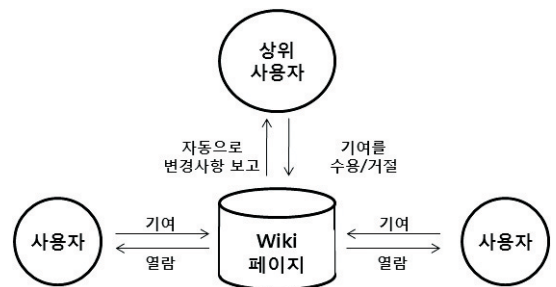 상위
사용자
자동으로
변경사항 보고
기여를
수용/거절
사용자
기여
열람
Wiki
페이지
기여
열람
사용자